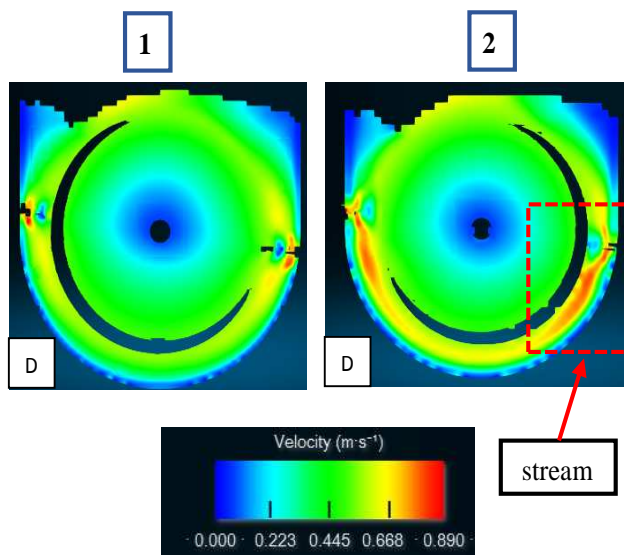 1
2
D
D
Velocity (m·s⁻¹)
· 0.000 · 0.223 · 0.445 · 0.668 · 0.890 ·
stream